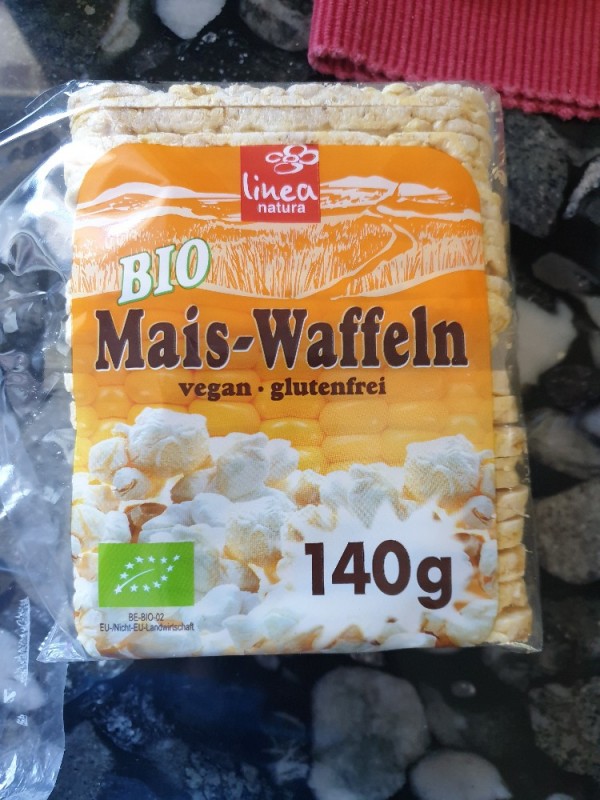 linea
natura
BIO
Mais-Waffeln
vegan · glutenfrei
140g
BE-BIO-02
EU-/Nicht-EU-Landwirtschaft